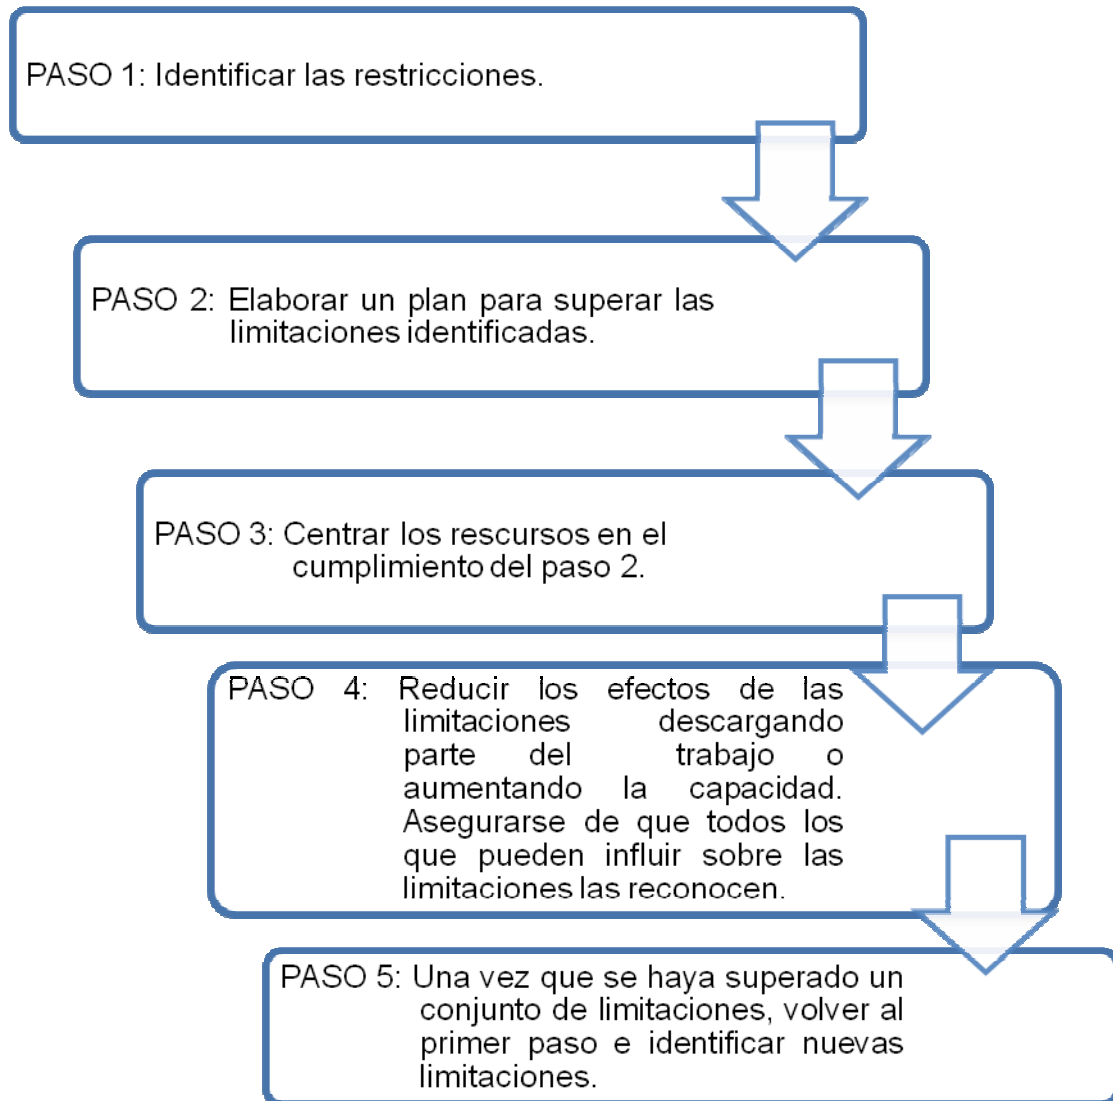 PASO 1: Identificar las restricciones.
PASO 2: Elaborar un plan para superar las
limitaciones identificadas.
PASO 3: Centrar los rescursos en el
cumplimiento del paso 2.
PASO 4: Reducir los efectos de las
limitaciones descargando
parte del trabajo o
aumentando la capacidad.
Asegurarse de que todos los
que pueden influir sobre las
limitaciones las reconocen.
PASO 5: Una vez que se haya superado un
conjunto de limitaciones, volver al
primer paso e identificar nuevas
limitaciones.